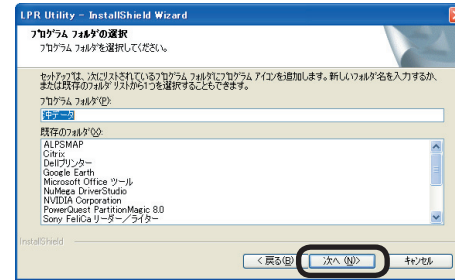 LPR Utility - InstallShield Wizard
プログラム フォルダの選択
プログラム フォルダを選択してください。
セットアップは、次にリストされているプログラム フォルダにプログラム アイコンを追加します。新しいフォルダ名を入力するか、
または既存のフォルダ リストから1つを選択することもできます。
プログラム フォルダ(P):
沖データ
既存のフォルダ(X):
ALPSMAP
Citrix
Dellプリンター
Google Earth
Microsoft Office ツール
NuMega DriverStudio
NVIDIA Corporation
PowerQuest PartitionMagic 8.0
Sony FeliCa リーダー／ライター
InstallShield
< 戻る(B) 次へ (N)> キャンセル